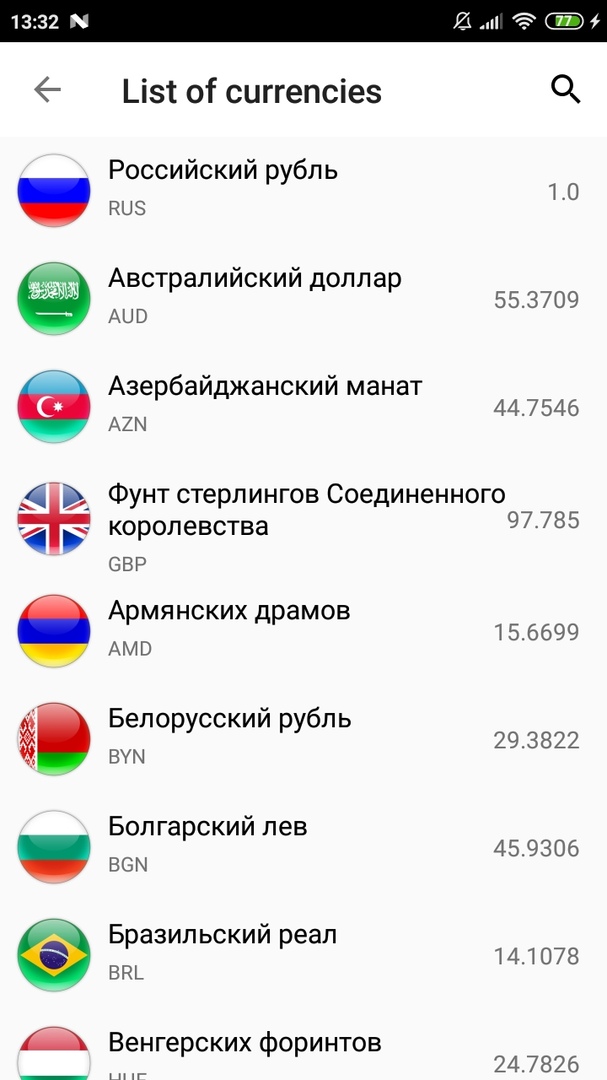 13:32
77
List of currencies
Российский рубль
RUS
1.0
Австралийский доллар
AUD
55.3709
Азербайджанский манат
AZN
44.7546
Фунт стерлингов Соединенного
королевства
GBP
97.785
Армянских драмов
AMD
15.6699
Белорусский рубль
BYN
29.3822
Болгарский лев
BGN
45.9306
Бразильский реал
BRL
14.1078
Венгерских форинтов
24.7826